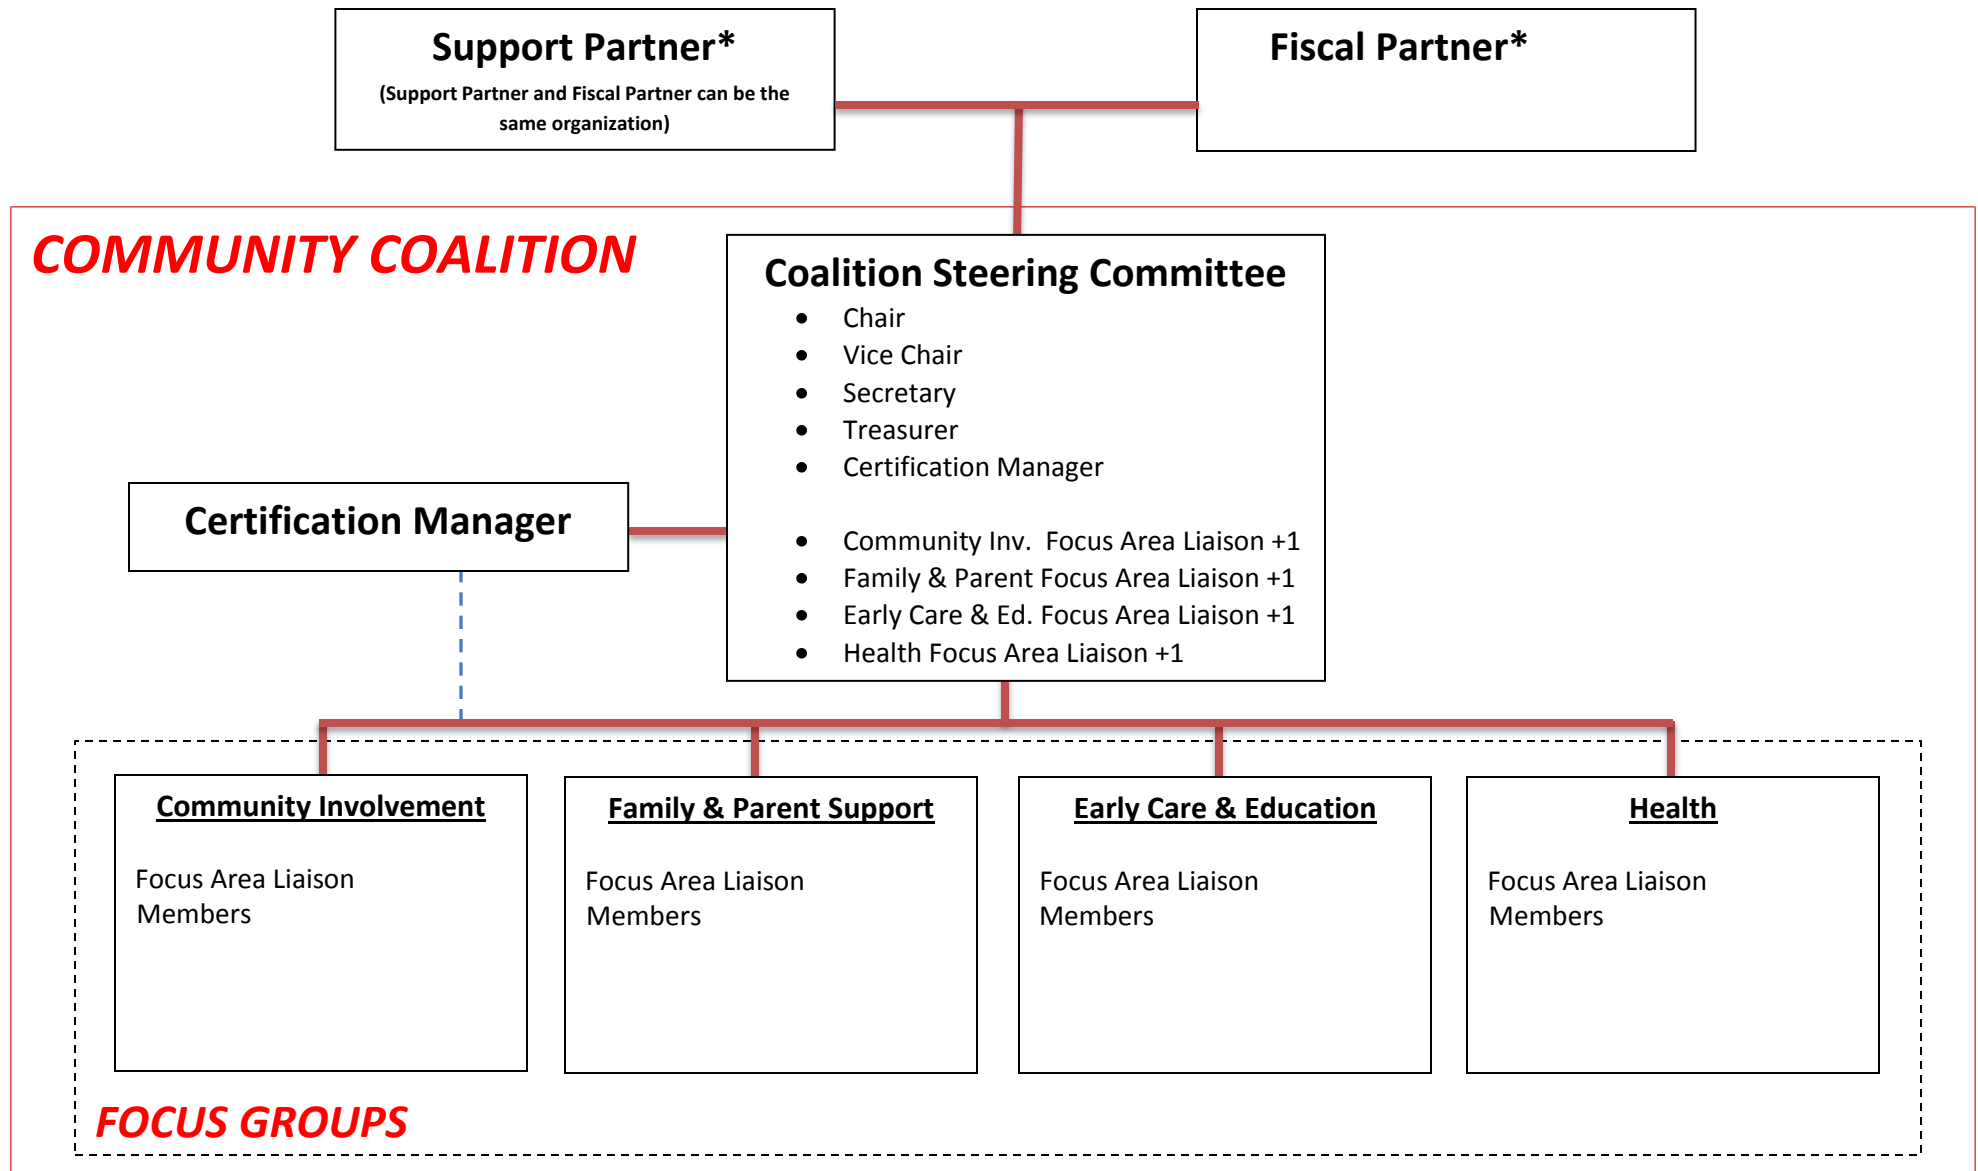 Support Partner*
(Support Partner and Fiscal Partner can be the
same organization)
Fiscal Partner*
COMMUNITY COALITION
Coalition Steering Committee
• Chair
• Vice Chair
• Secretary
• Treasurer
• Certification Manager
• Community Inv.  Focus Area Liaison +1
• Family & Parent Focus Area Liaison +1
• Early Care & Ed. Focus Area Liaison +1
• Health Focus Area Liaison +1
Certification Manager
Community Involvement
Focus Area Liaison
Members
Family & Parent Support
Focus Area Liaison
Members
Early Care & Education
Focus Area Liaison
Members
Health
Focus Area Liaison
Members
FOCUS GROUPS